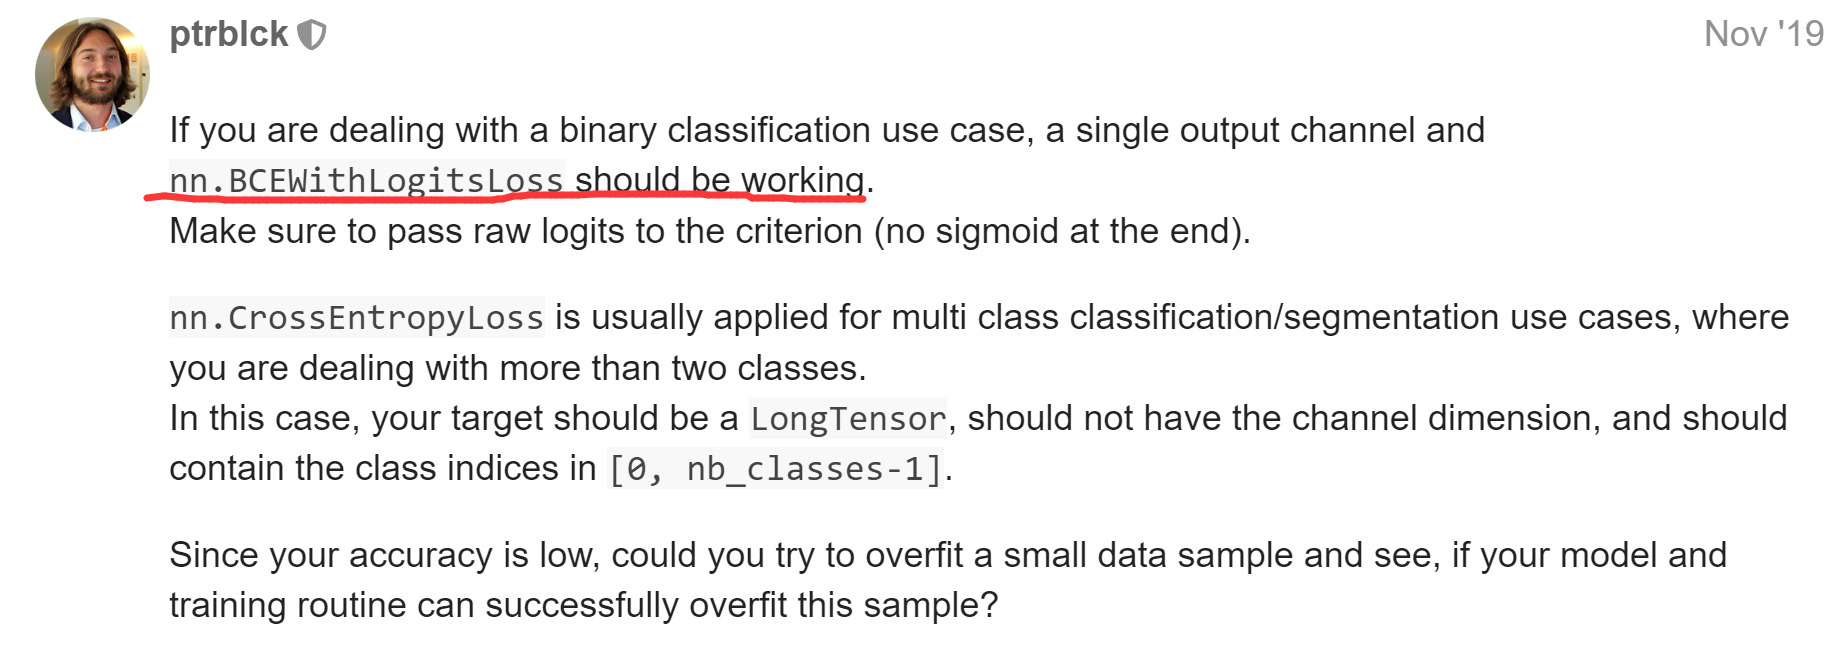 ptrblck
Nov '19
If you are dealing with a binary classification use case, a single output channel and
nn.BCEWithLogitsLoss should be working.
Make sure to pass raw logits to the criterion (no sigmoid at the end).
nn.CrossEntropyLoss is usually applied for multi class classification/segmentation use cases, where
you are dealing with more than two classes.
In this case, your target should be a LongTensor, should not have the channel dimension, and should
contain the class indices in [0, nb_classes-1].
Since your accuracy is low, could you try to overfit a small data sample and see, if your model and
training routine can successfully overfit this sample?